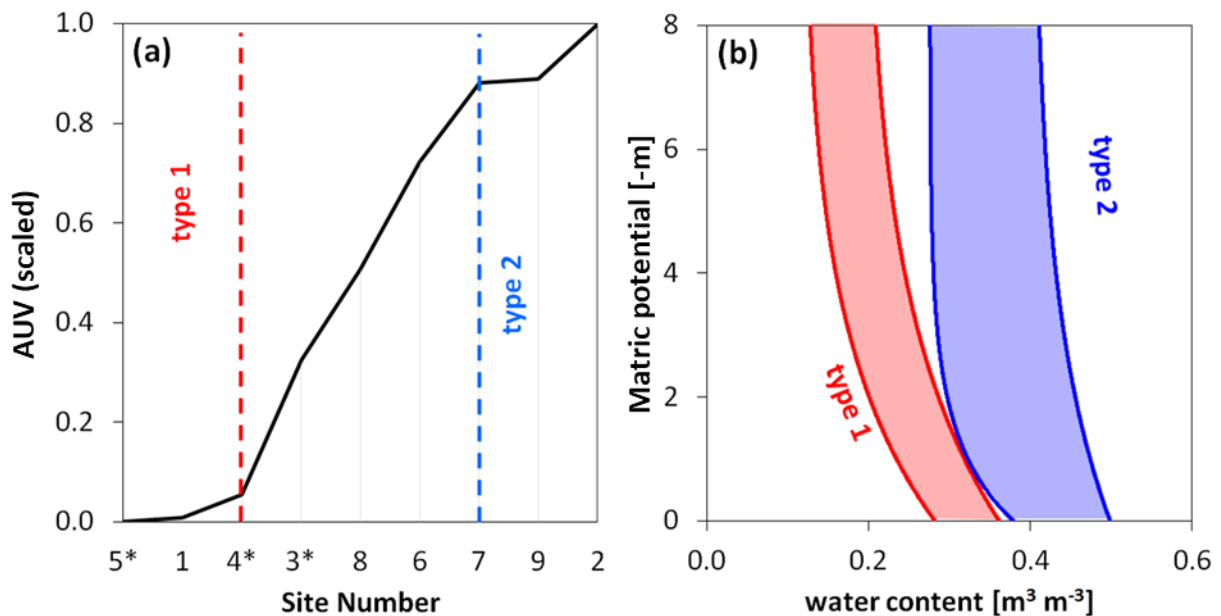 (a)
1.0
0.8
0.6
0.4
0.2
0.0
AUV (scaled)
type 1
type 2
5* 1 4* 3* 8 6 7 9 2
Site Number
(b)
8
6
4
2
0
Matric potential [-m]
type 1
type 2
0.0 0.2 0.4 0.6
water content [m³ m⁻³]